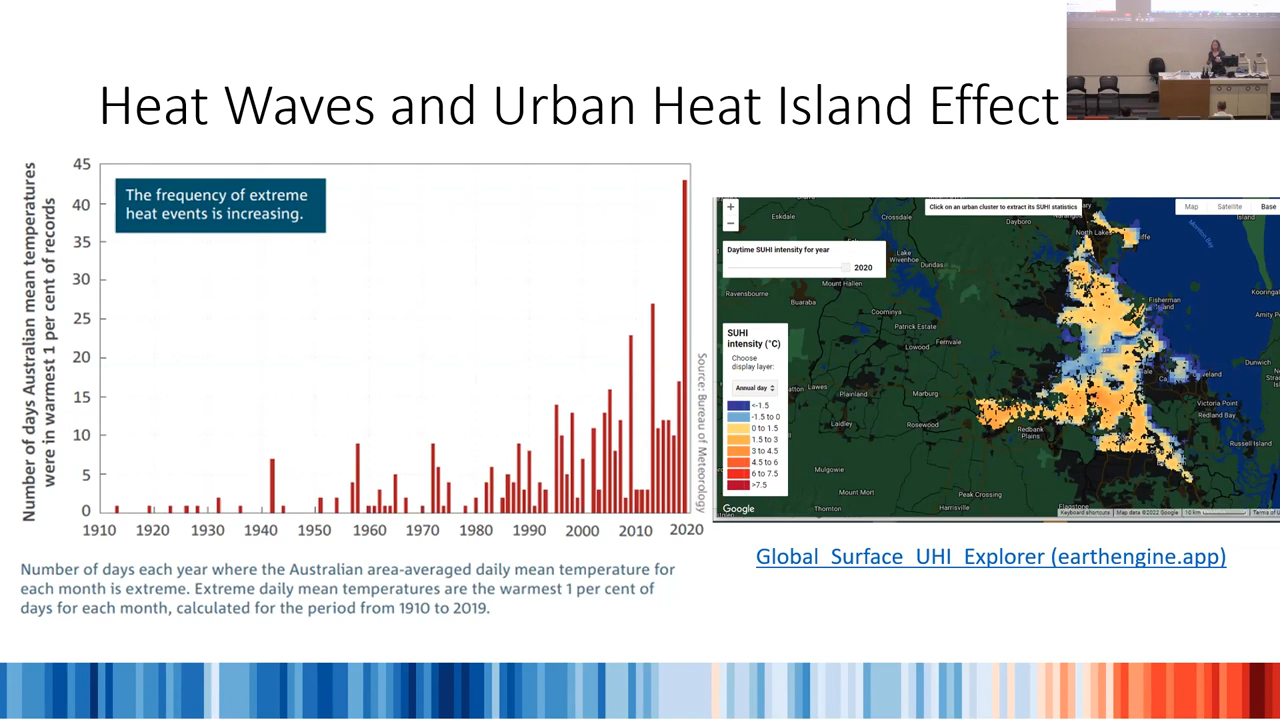 Heat Waves and Urban Heat Island Effect
Number of days Australian mean temperatures
were in warmest 1 per cent of records
45
40
35
30
25
20
15
10
5
0
The frequency of extreme
heat events is increasing.
1910
1920
1930
1940
1950
1960
1970
1980
1990
2000
2010
2020
Source: Bureau of Meteorology
Number of days each year where the Australian area-averaged daily mean temperature for
each month is extreme. Extreme daily mean temperatures are the warmest 1 per cent of
days for each month, calculated for the period from 1910 to 2019.
+
−
Click on an urban cluster to extract its SUHI statistics
Map
Satellite
Base
Daytime SUHI intensity for year
2020
SUHI
intensity (°C)
Choose
display layer:
Annual day
<-1.5
-1.5 to 0
0 to 1.5
1.5 to 3
3 to 4.5
4.5 to 6
6 to 7.5
>7.5
Eskdale
Crossdale
Dayboro
Island
North Lakes
Lake
Wivenhoe
Dundas
Mount Hallen
Ravensbourne
Buaraba
Coominya
Fisherman
Island
Patrick Estate
Lowood
Fernvale
Dunwich
Lawes
Plainland
Marburg
Victoria Point
Redland Bay
Laidley
Rosewood
Redbank
Plains
Russell Island
Mulgowie
Mount Mort
Peak Crossing
Thornton
Harrisville
Google
Keyboard shortcuts
Map data ©2022 Google
10 km
Global Surface UHI Explorer (earthengine.app)